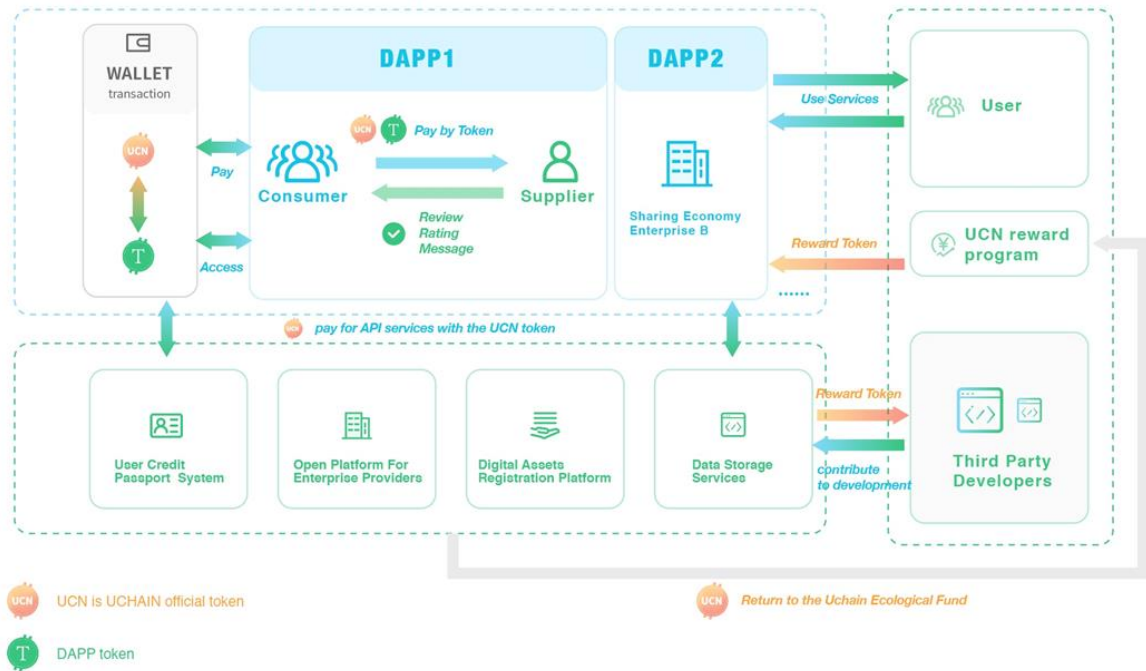 WALLET
transaction
UCN
T
Pay
Access
DAPP1
UCN T Pay by Token
Consumer
Supplier
Review
Rating
Message
DAPP2
Sharing Economy
Enterprise B
Use Services
User
Reward Token
......
¥
UCN reward
program
UCN pay for API services with the UCN token
User Credit
Passport System
Open Platform For
Enterprise Providers
Digital Assets
Registration Platform
</>
Data Storage
Services
Reward Token
contribute
to development
</>
</>
Third Party
Developers
UCN UCN is UCHAIN official token
UCN Return to the Uchain Ecological Fund
T DAPP token